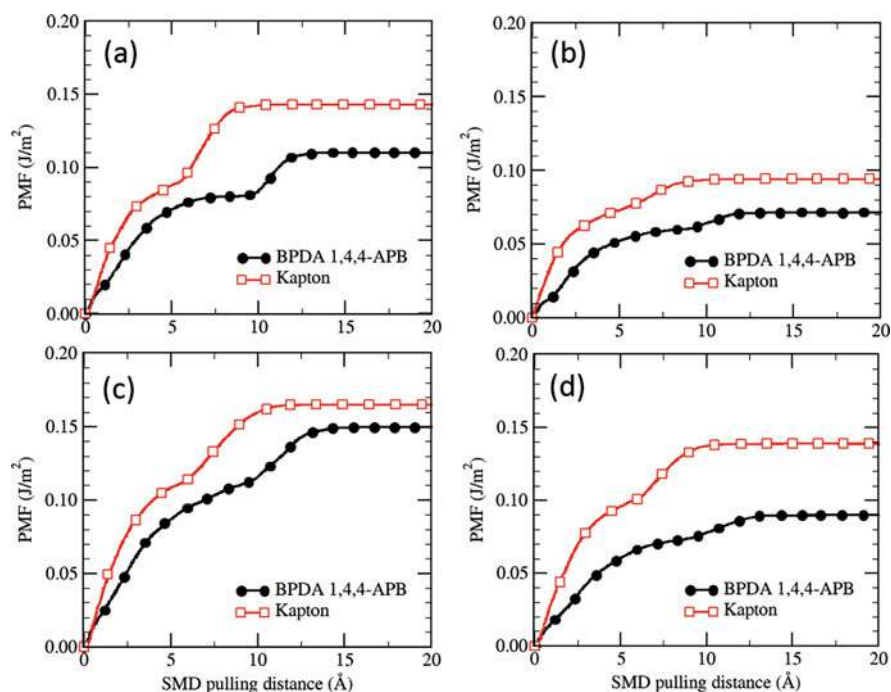 (a)
0.20
0.15
0.10
0.05
0.00
PMF (J/m²)
BPDA 1,4,4-APB
Kapton
0 5 10 15 20
(b)
0.20
0.15
0.10
0.05
0.00
PMF (J/m²)
BPDA 1,4,4-APB
Kapton
0 5 10 15 20
(c)
0.20
0.15
0.10
0.05
0.00
PMF (J/m²)
BPDA 1,4,4-APB
Kapton
0 5 10 15 20
SMD pulling distance (Å)
(d)
0.20
0.15
0.10
0.05
0.00
PMF (J/m²)
BPDA 1,4,4-APB
Kapton
0 5 10 15 20
SMD pulling distance (Å)